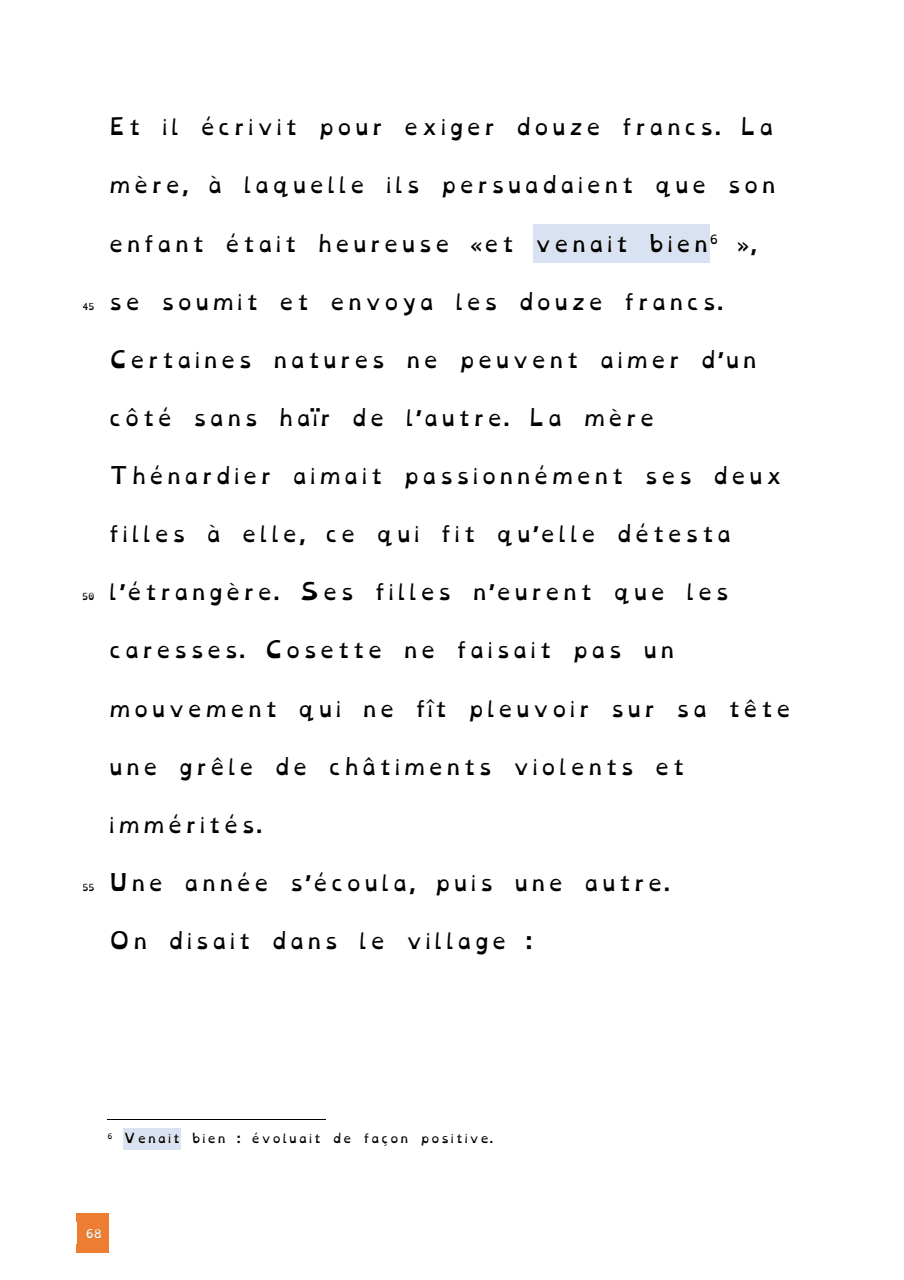 Et il écrivit pour exiger douze francs. La
mère, à laquelle ils persuadaient que son
enfant était heureuse «et venait bien⁶ »,
45 se soumit et envoya les douze francs.
Certaines natures ne peuvent aimer d'un
côté sans haïr de l'autre. La mère
Thénardier aimait passionnément ses deux
filles à elle, ce qui fit qu'elle détesta
50 l'étrangère. Ses filles n'eurent que les
caresses. Cosette ne faisait pas un
mouvement qui ne fît pleuvoir sur sa tête
une grêle de châtiments violents et
immérités.
55 Une année s'écoula, puis une autre.
On disait dans le village :
⁶ Venait bien : évoluait de façon positive.
68